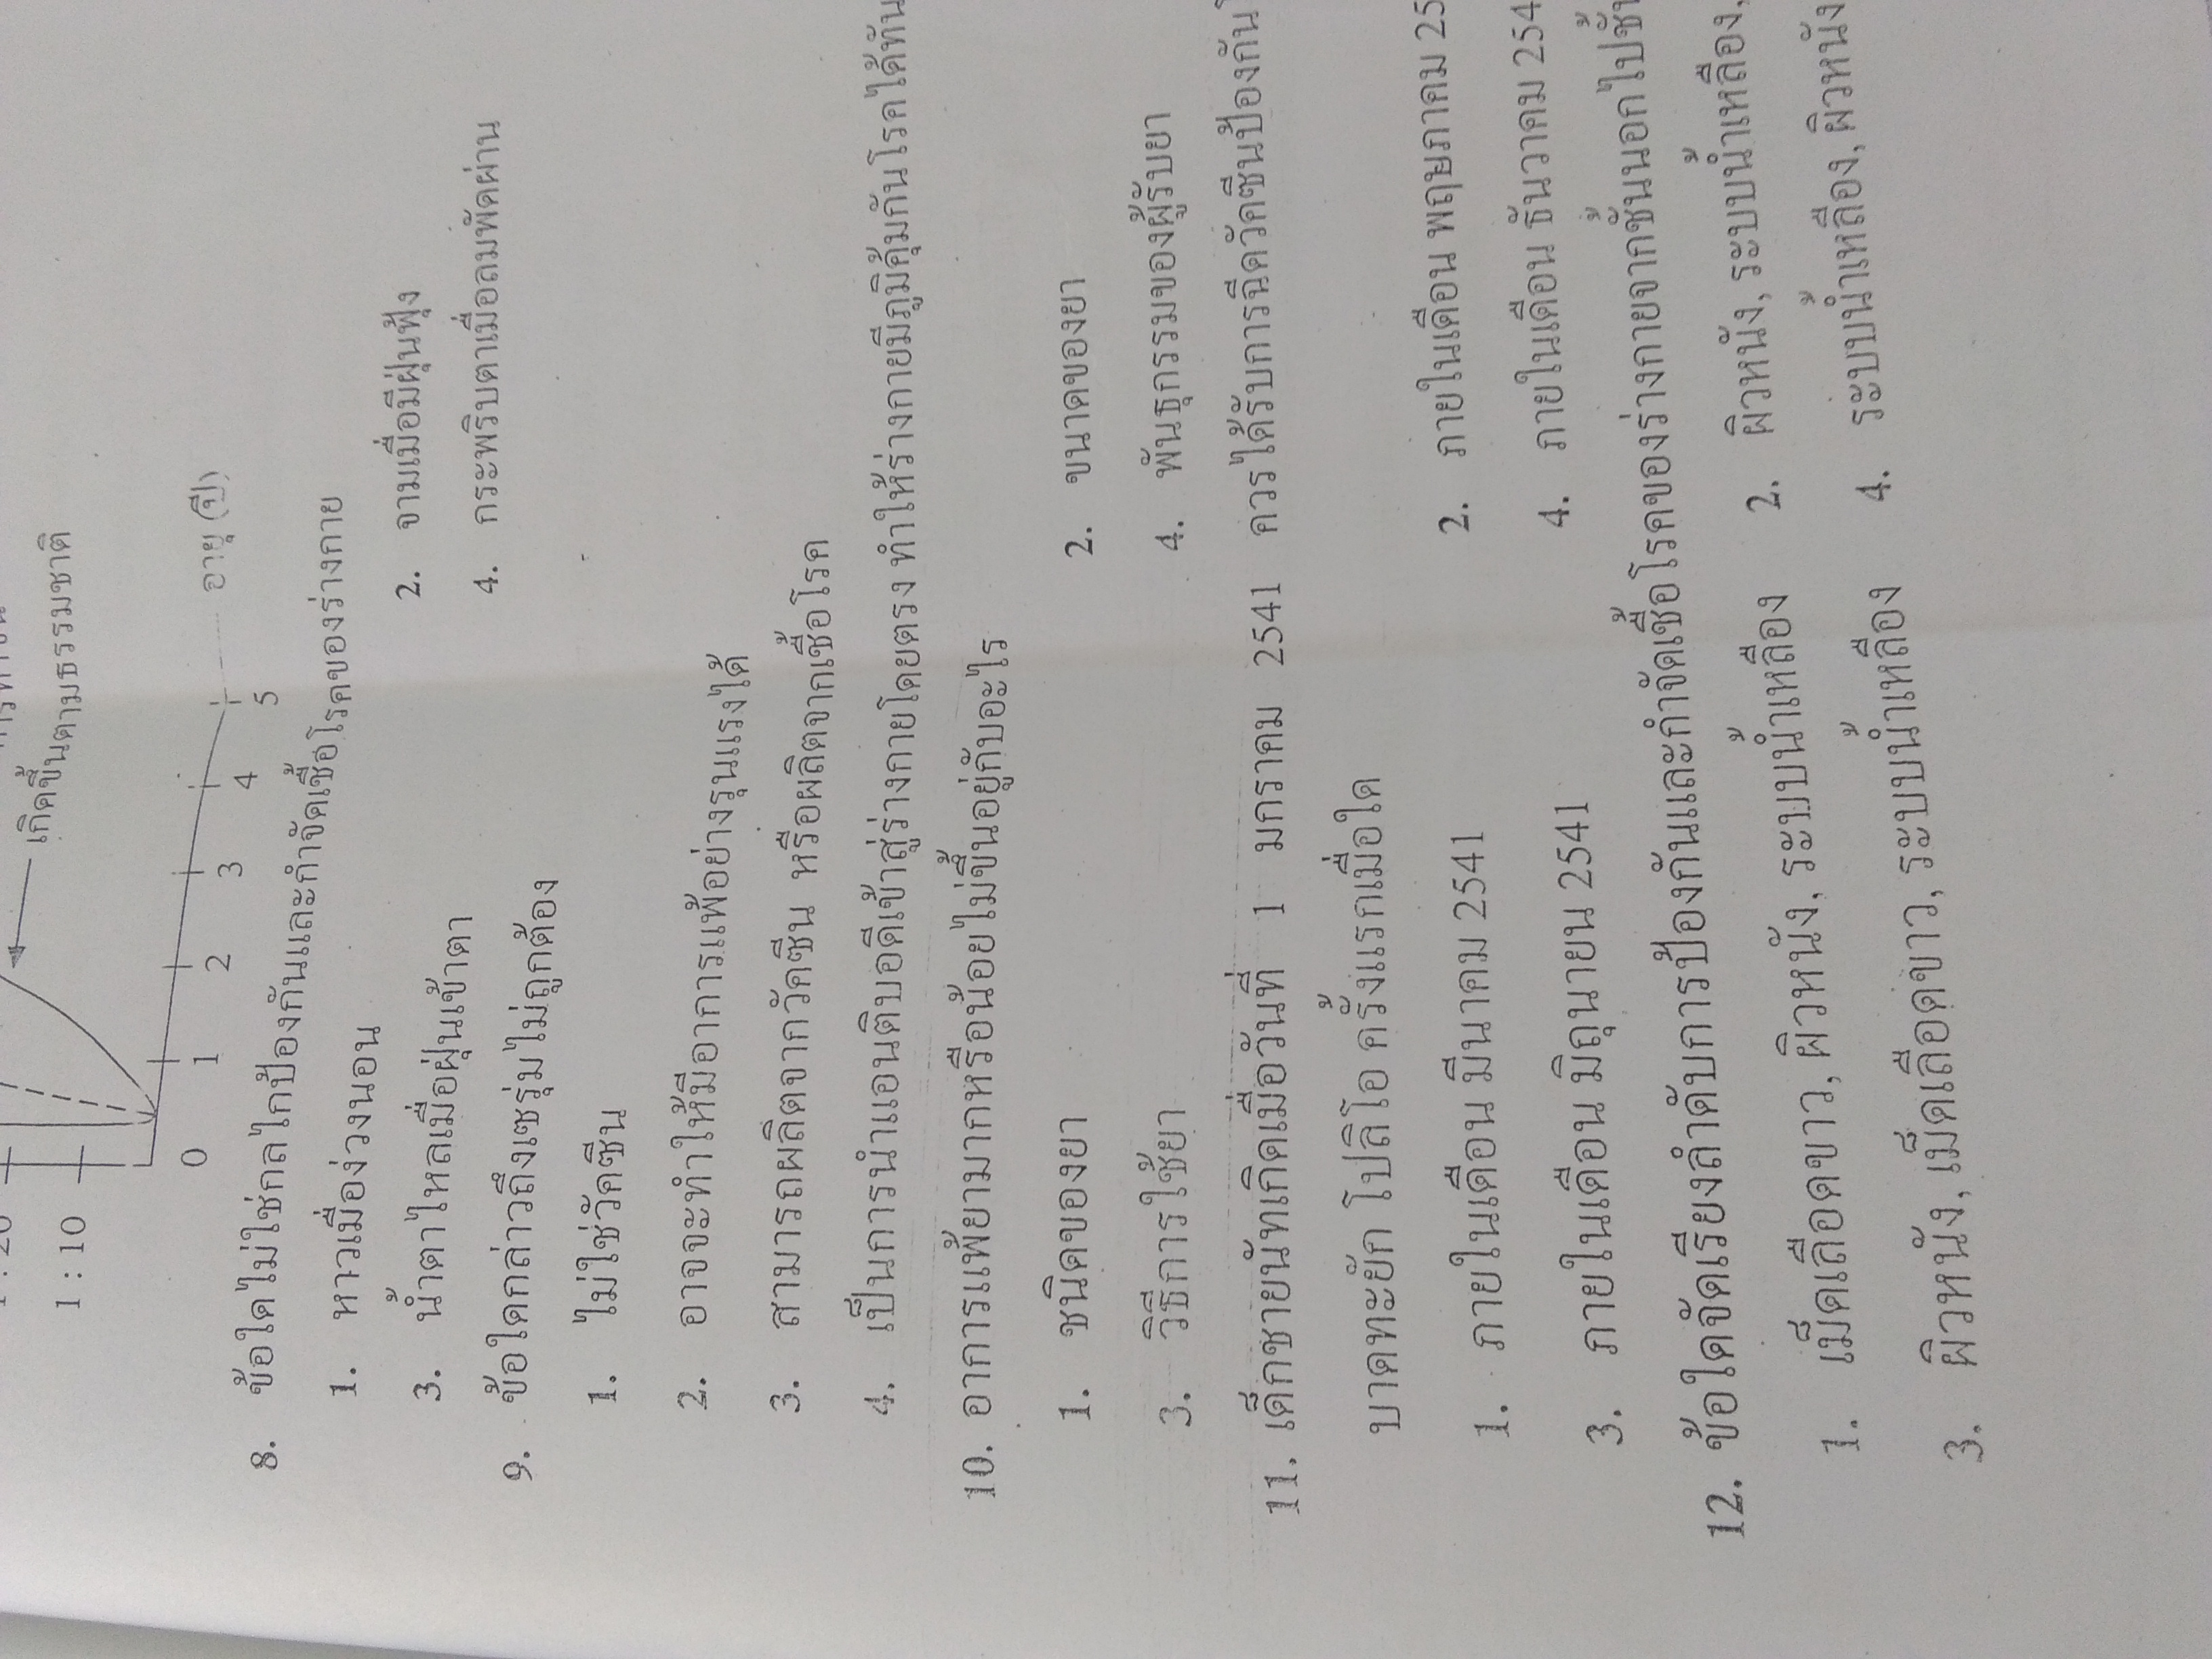 เกิดขึ้นตามธรรมชาติ
1 : 20
1 : 10
0 1 2 3 4 5 อายุ (ปี)
8. ข้อใดไม่ใช่กลไกป้องกันและกำจัดเชื้อโรคของร่างกาย
1. หาวเมื่อง่วงนอน 2. จามเมื่อมีฝุ่นฟุ้ง
3. น้ำตาไหลเมื่อฝุ่นเข้าตา 4. กระพริบตาเมื่อลมพัดผ่าน
9. ข้อใดกล่าวถึงเซรุ่มไม่ถูกต้อง
1. ไม่ใช่วัคซีน
2. อาจจะทำให้มีอาการแพ้อย่างรุนแรงได้
3. สามารถผลิตจากวัคซีน หรือผลิตจากเชื้อโรค
4. เป็นการนำแอนติบอดีเข้าสู่ร่างกายโดยตรง ทำให้ร่างกายมีภูมิคุ้มกันโรคได้ทัน
10. อาการแพ้ยามากหรือน้อยไม่ขึ้นอยู่กับอะไร
1. ชนิดของยา 2. ขนาดของยา
3. วิธีการใช้ยา 4. พันธุกรรมของผู้รับยา
11. เด็กชายนัทเกิดเมื่อวันที่ 1 มกราคม 2541 ควรได้รับการฉีดวัคซีนป้องกัน
บาดทะยัก โปลิโอ ครั้งแรกเมื่อใด
1. ภายในเดือน มีนาคม 2541 2. ภายในเดือน พฤษภาคม 25
3. ภายในเดือน มิถุนายน 2541 4. ภายในเดือน ธันวาคม 254
12. ข้อใดจัดเรียงลำดับการป้องกันและกำจัดเชื้อโรคของร่างกายจากชั้นนอกไปชั้น
1. เม็ดเลือดขาว, ผิวหนัง, ระบบน้ำเหลือง 2. ผิวหนัง, ระบบน้ำเหลือง,
3. ผิวหนัง, เม็ดเลือดขาว, ระบบน้ำเหลือง 4. ระบบน้ำเหลือง, ผิวหนัง